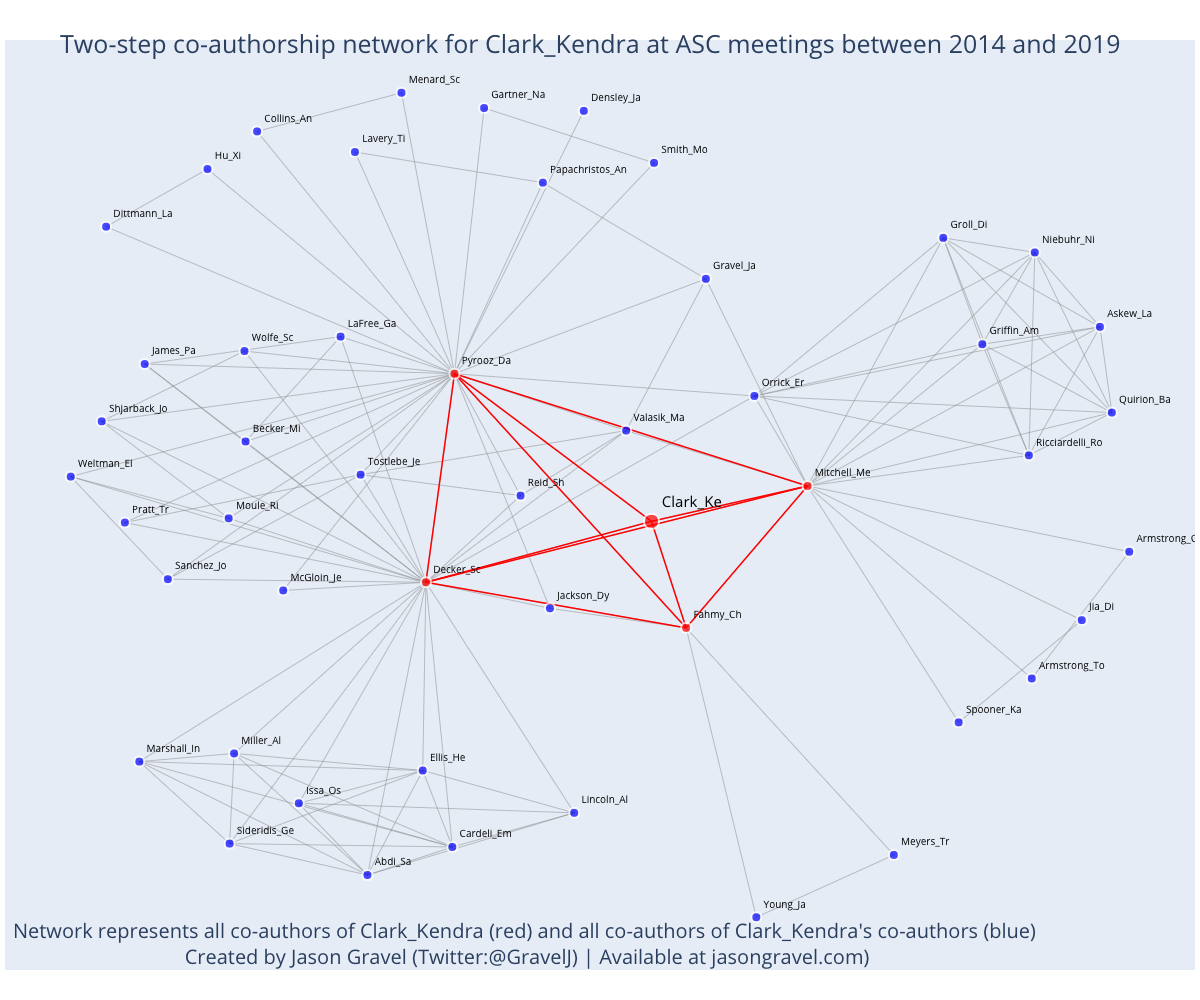 Two-step co-authorship network for Clark_Kendra at ASC meetings between 2014 and 2019
Menard_Sc
Gartner_Na
Densley_Ja
Collins_An
Lavery_Ti
Smith_Mo
Hu_Xi
Papachristos_An
Dittmann_La
Groll_Di
Niebuhr_Ni
Gravel_Ja
Askew_La
LaFree_Ga
Wolfe_Sc
Griffin_Am
James_Pa
Pyrooz_Da
Orrick_Er
Quirion_Ba
Shjarback_Jo
Valasik_Ma
Becker_Mi
Ricciardelli_Ro
Tostlebe_Je
Weitman_El
Mitchell_Me
Reid_Sh
Clark_Ke
Moule_Ri
Pratt_Tr
Armstrong_
Sanchez_Jo
Decker_Sc
McGloin_Je
Jackson_Dy
Jia_Di
Fahmy_Ch
Armstrong_To
Spooner_Ka
Miller_Al
Marshall_In
Ellis_He
Issa_Os
Lincoln_Al
Sideridis_Ge
Cardeli_Em
Meyers_Tr
Abdi_Sa
Young_Ja
Network represents all co-authors of Clark_Kendra (red) and all co-authors of Clark_Kendra's co-authors (blue)
Created by Jason Gravel (Twitter:@GravelJ) | Available at jasongravel.com)